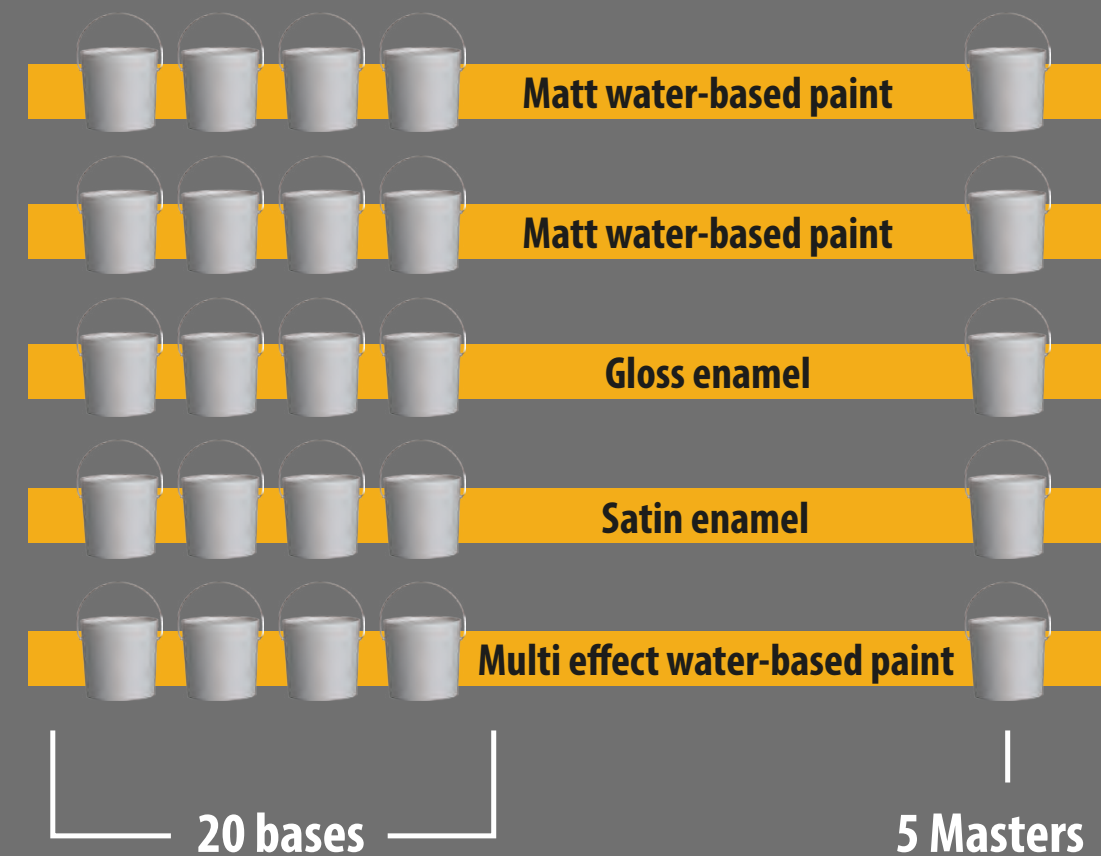 Matt water-based paint
Matt water-based paint
Gloss enamel
Satin enamel
Multi effect water-based paint
20 bases
5 Masters